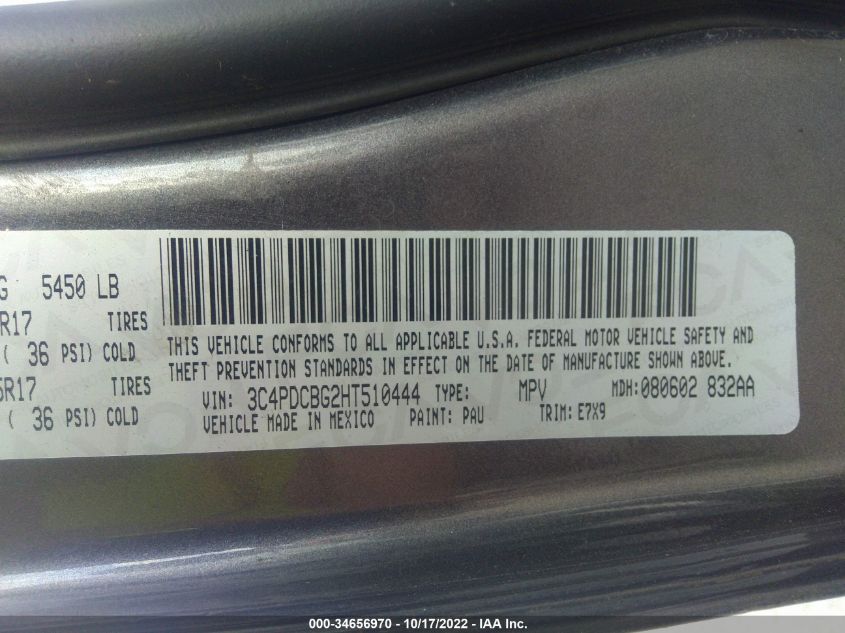 G 5450 LB
R17 TIRES
( 36 PSI) COLD
5R17 TIRES
( 36 PSI) COLD
THIS VEHICLE CONFORMS TO ALL APPLICABLE U.S.A. FEDERAL MOTOR VEHICLE SAFETY AND
THEFT PREVENTION STANDARDS IN EFFECT ON THE DATE OF MANUFACTURE SHOWN ABOVE.
VIN: 3C4PDCBG2HT510444 TYPE: MPV MDH: 080602 832AA
VEHICLE MADE IN MEXICO PAINT: PAU TRIM: E7X9
000-34656970 - 10/17/2022 - IAA Inc.